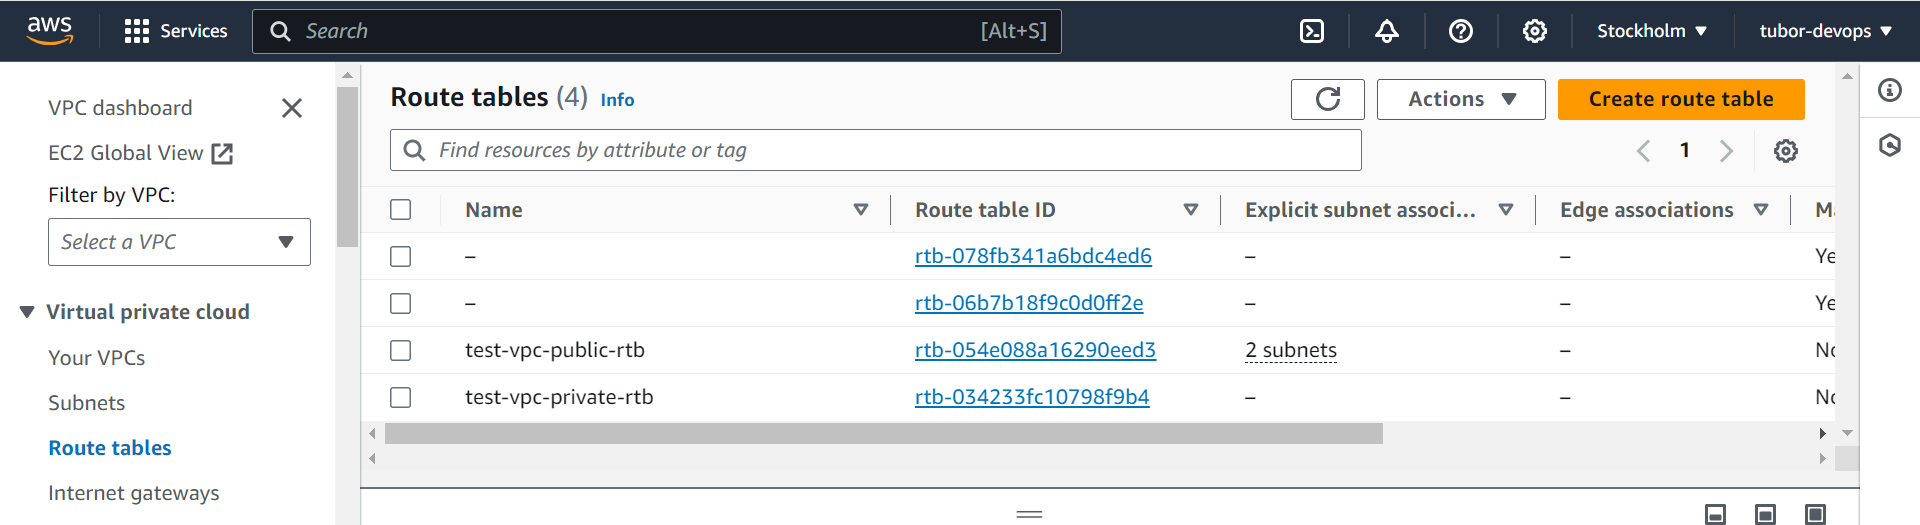 aws Services Search [Alt+S] Stockholm tubor-devops
VPC dashboard
EC2 Global View
Filter by VPC:
Select a VPC
Virtual private cloud
Your VPCs
Subnets
Route tables
Internet gateways
Route tables (4) Info Actions Create route table
Find resources by attribute or tag 1
Name Route table ID Explicit subnet associ... Edge associations Ma
– rtb-078fb341a6bdc4ed6 – – Ye
– rtb-06b7b18f9c0d0ff2e – – Ye
test-vpc-public-rtb rtb-054e088a16290eed3 2 subnets – No
test-vpc-private-rtb rtb-034233fc10798f9b4 – – No